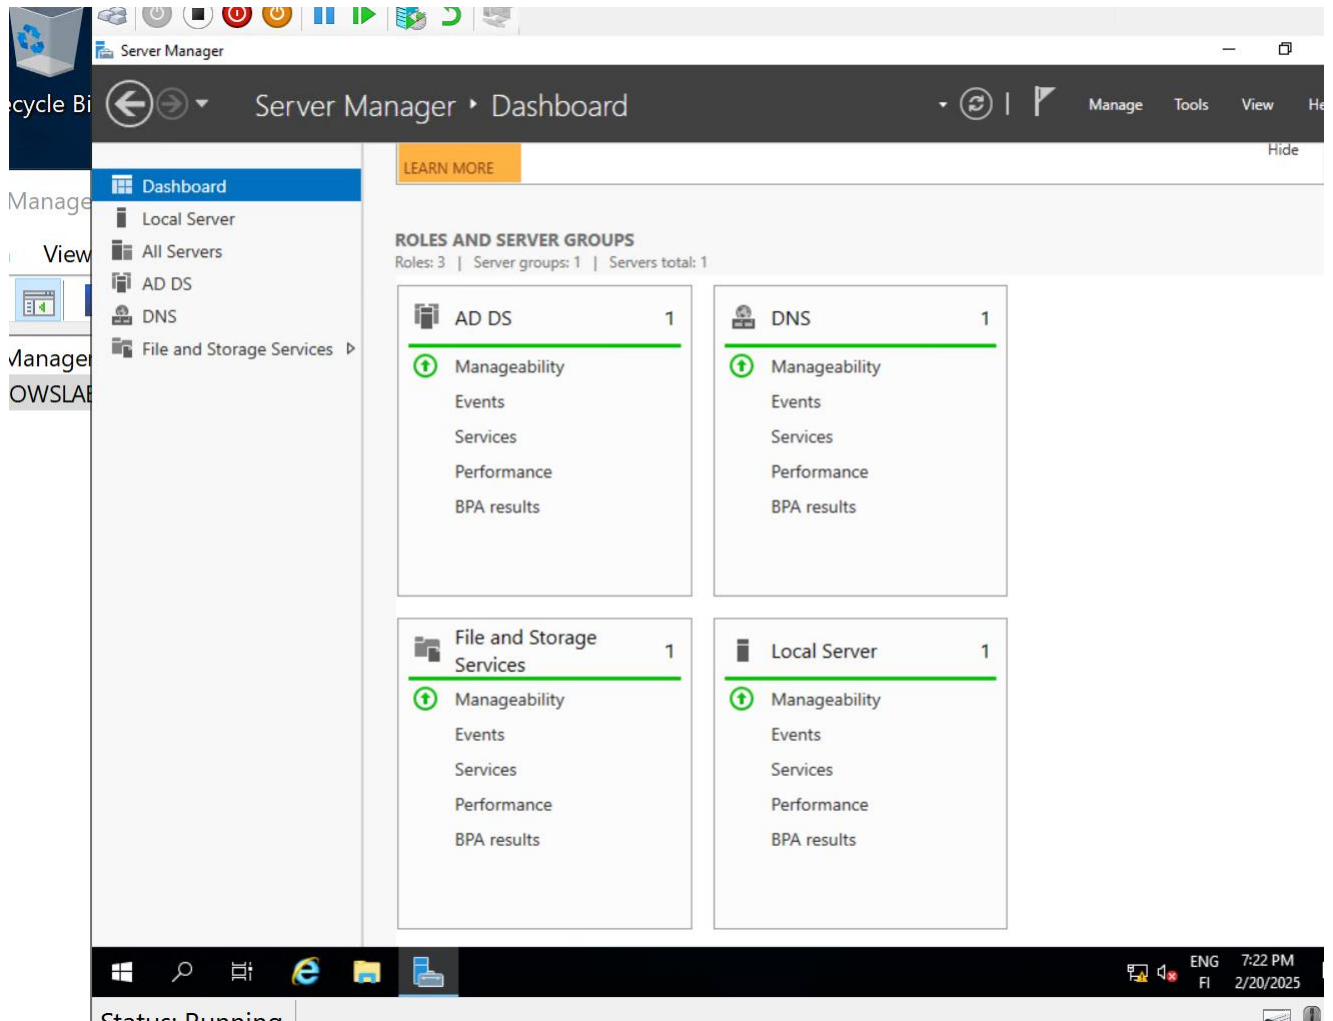 Server Manager
Server Manager ‣ Dashboard
Manage Tools View He
ecycle Bi
Manage
View
Manager
OWSLAB
Dashboard
Local Server
All Servers
AD DS
DNS
File and Storage Services
LEARN MORE
Hide
ROLES AND SERVER GROUPS
Roles: 3 | Server groups: 1 | Servers total: 1
AD DS 1
Manageability
Events
Services
Performance
BPA results
DNS 1
Manageability
Events
Services
Performance
BPA results
File and Storage
Services 1
Manageability
Events
Services
Performance
BPA results
Local Server 1
Manageability
Events
Services
Performance
BPA results
ENG 7:22 PM
FI 2/20/2025
Status: Running